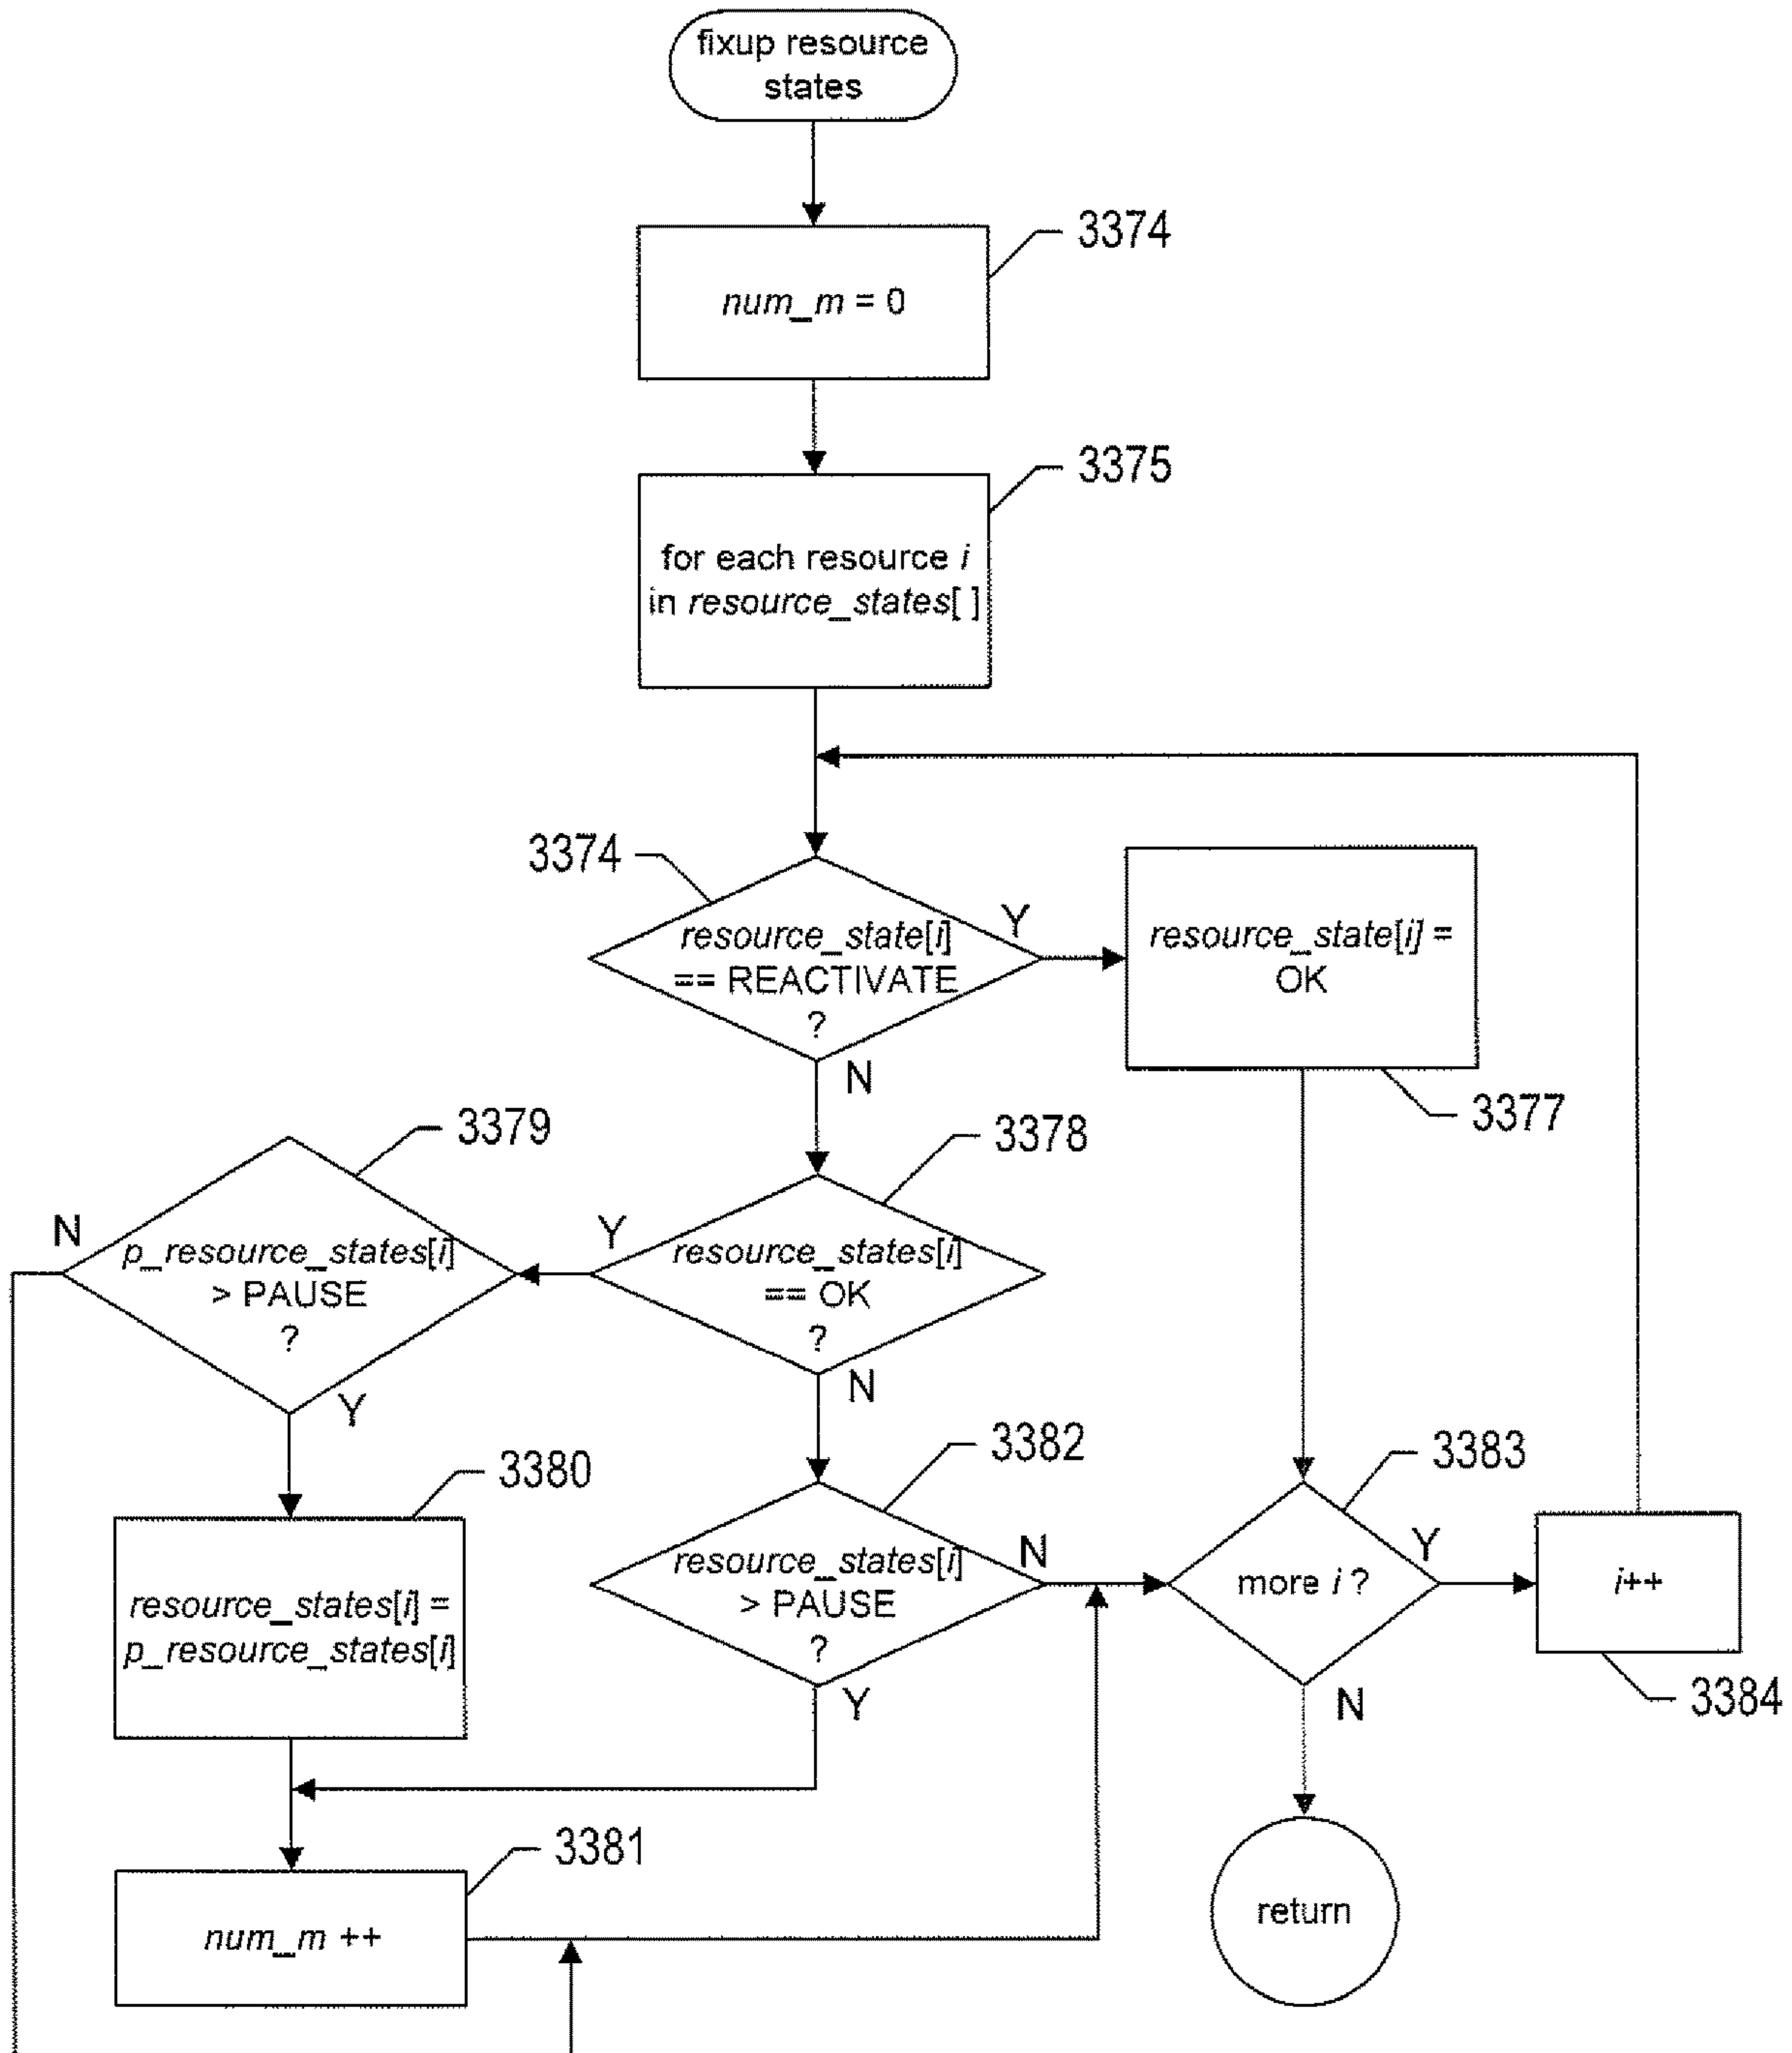 fixup resource
states
3374
num_m = 0
3375
for each resource i
in resource_states[ ]
3374
resource_state[i]
== REACTIVATE
?
Y
N
resource_state[i] =
OK
3377
3379
N
p_resource_states[i]
> PAUSE
?
Y
3378
Y
resource_states[i]
== OK
?
N
3380
resource_states[i] =
p_resource_states[i]
3382
resource_states[i]
> PAUSE
?
N
Y
3383
more i ?
Y
N
i++
3384
3381
num_m ++
return